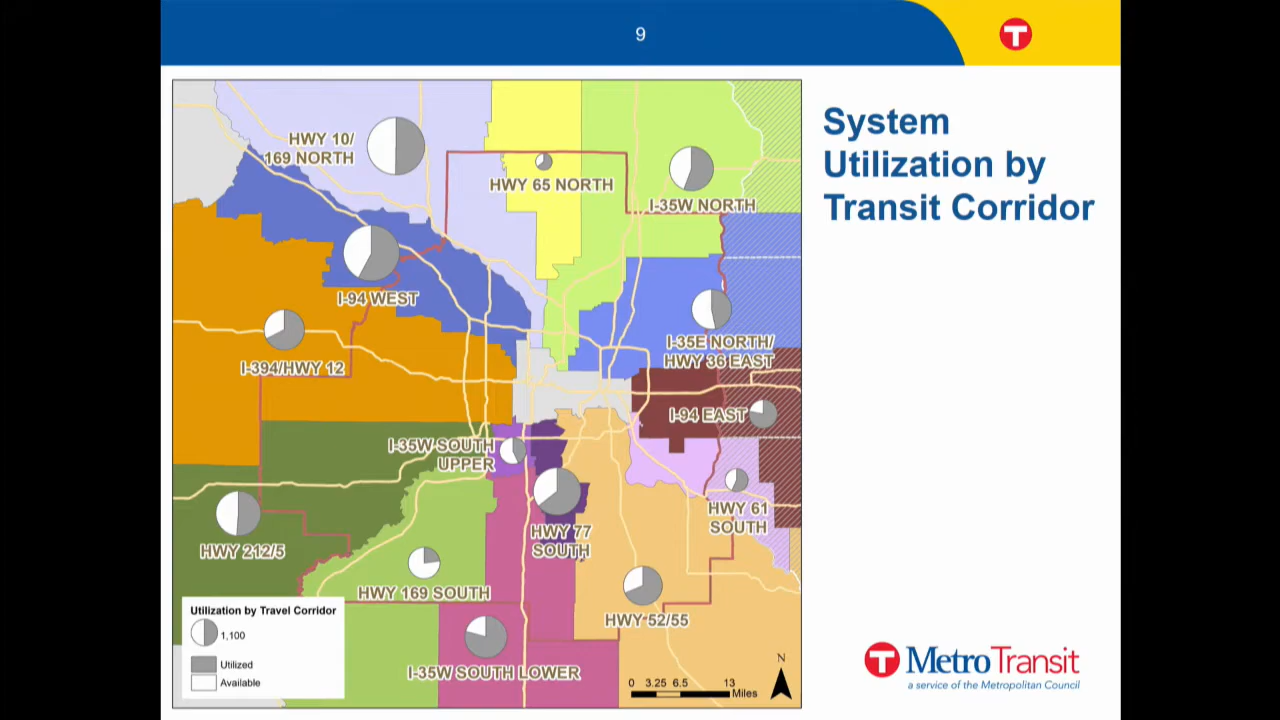 9
T
System
Utilization by
Transit Corridor
HWY 10/
169 NORTH
HWY 65 NORTH
I-35W NORTH
I-94 WEST
I-35E NORTH/
HWY 36 EAST
I-394/HWY 12
I-94 EAST
I-35W SOUTH
UPPER
HWY 61
SOUTH
HWY 77
SOUTH
HWY 212/5
HWY 169 SOUTH
HWY 52/55
I-35W SOUTH LOWER
Utilization by Travel Corridor
1,100
Utilized
Available
N
0 3.25 6.5 13
Miles
T MetroTransit
a service of the Metropolitan Council